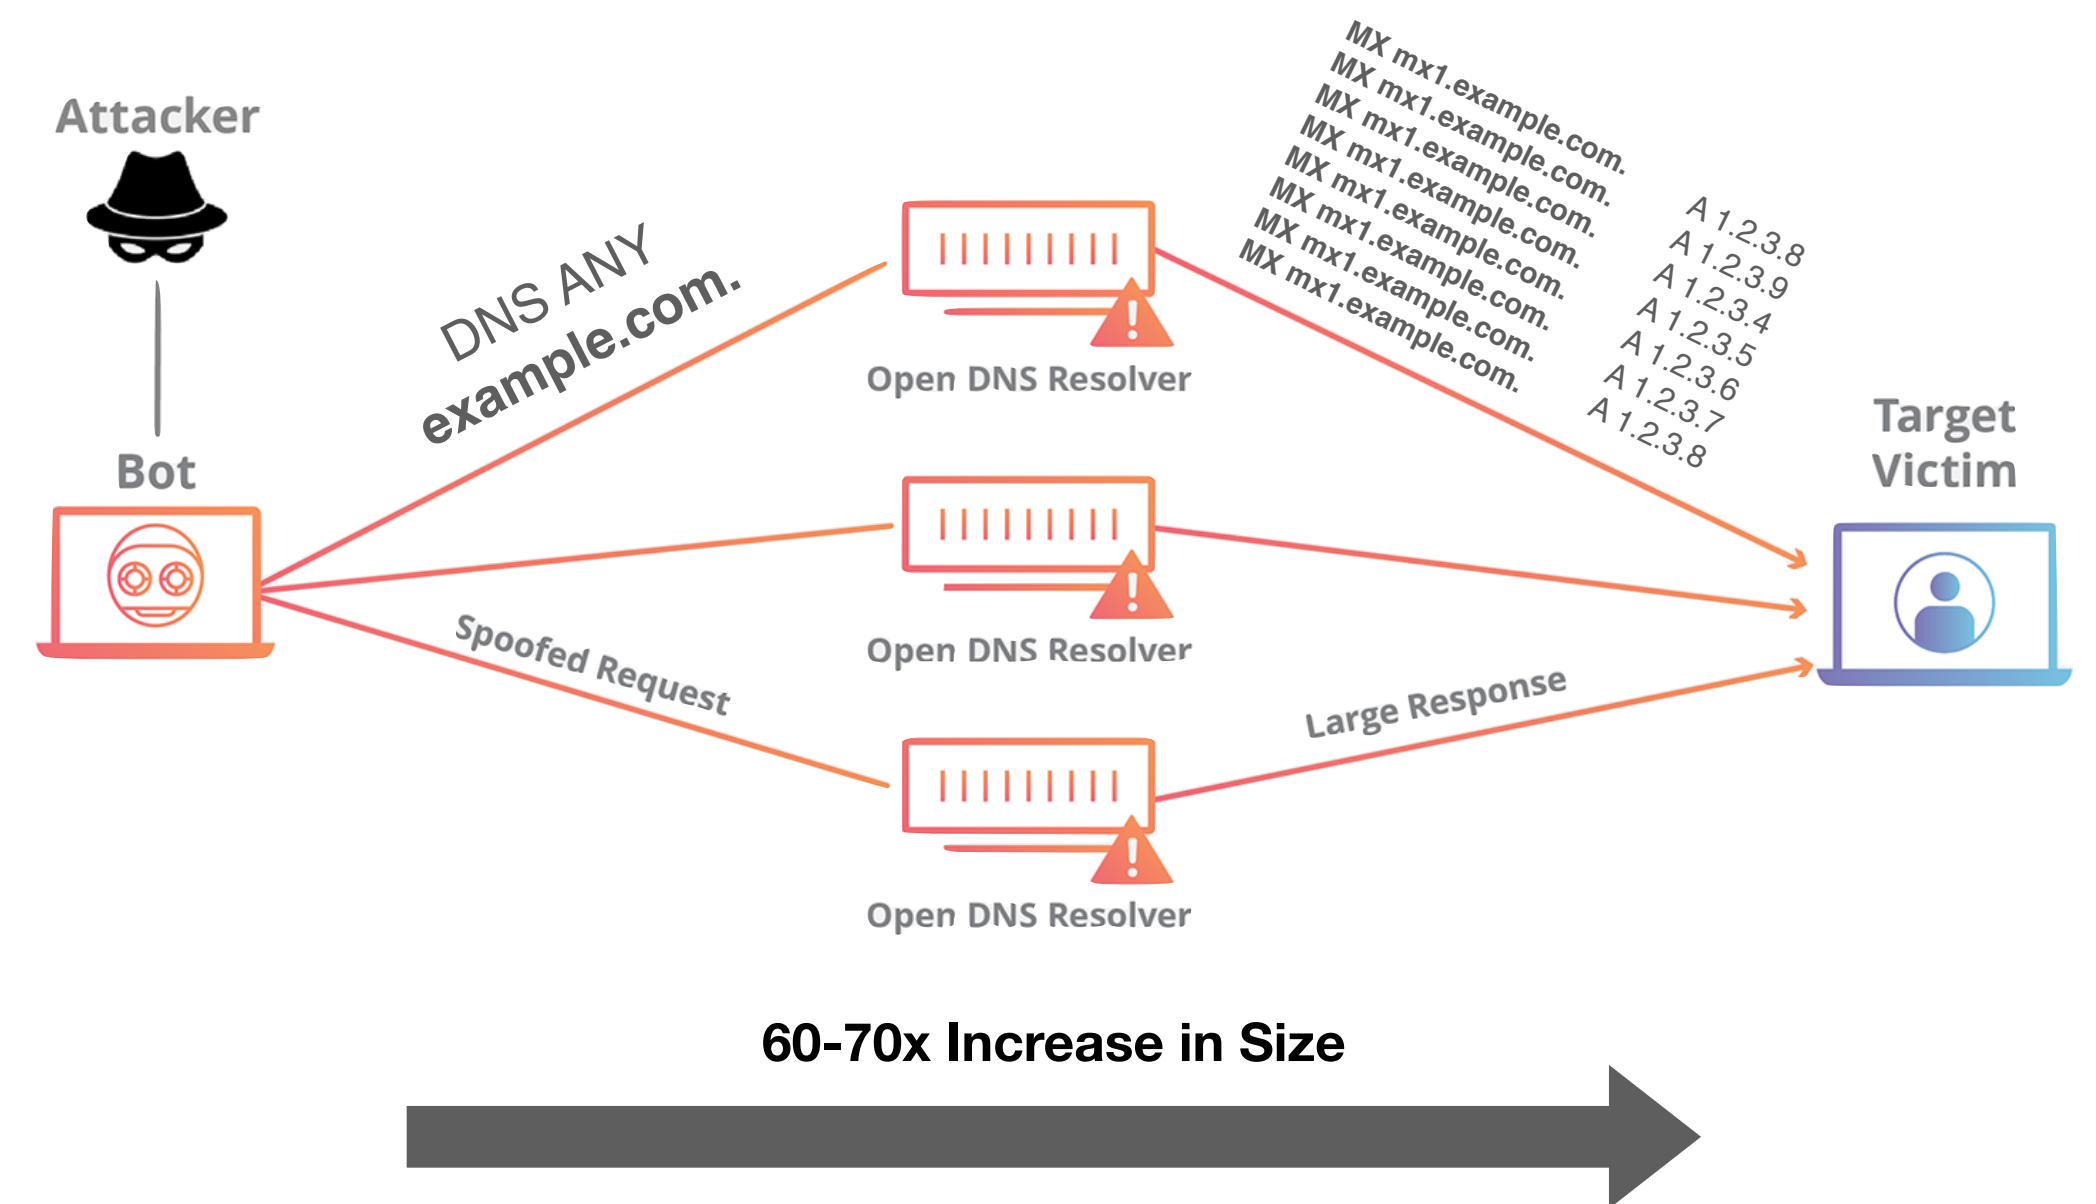 Attacker
Bot
DNS ANY
example.com.
Spoofed Request
Open DNS Resolver
Open DNS Resolver
Open DNS Resolver
MX mx1.example.com.
MX mx1.example.com.
MX mx1.example.com.
MX mx1.example.com.
MX mx1.example.com.
MX mx1.example.com.
MX mx1.example.com.
MX mx1.example.com.
A 1.2.3.8
A 1.2.3.9
A 1.2.3.4
A 1.2.3.5
A 1.2.3.6
A 1.2.3.7
A 1.2.3.8
Large Response
Target
Victim
60-70x Increase in Size